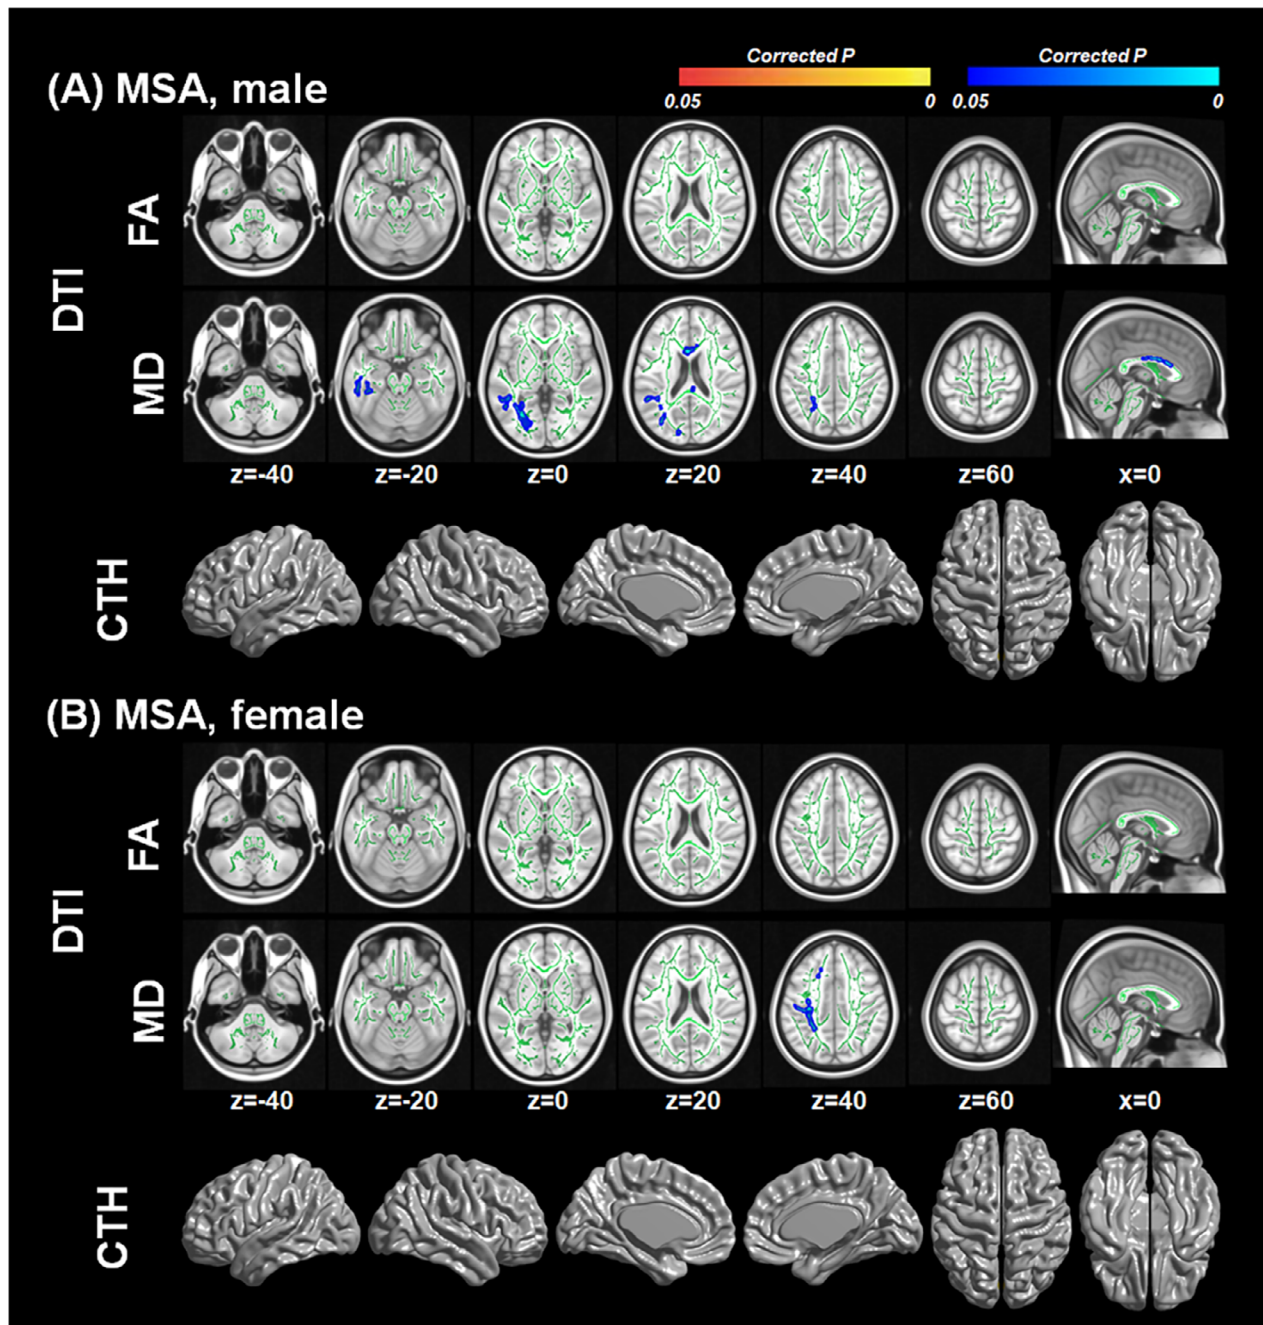 Corrected P
Corrected P
0.05
0
0.05
0
(A) MSA, male
FA
DTI
MD
z=-40
z=-20
z=0
z=20
z=40
z=60
x=0
CTH
(B) MSA, female
FA
DTI
MD
z=-40
z=-20
z=0
z=20
z=40
z=60
x=0
CTH